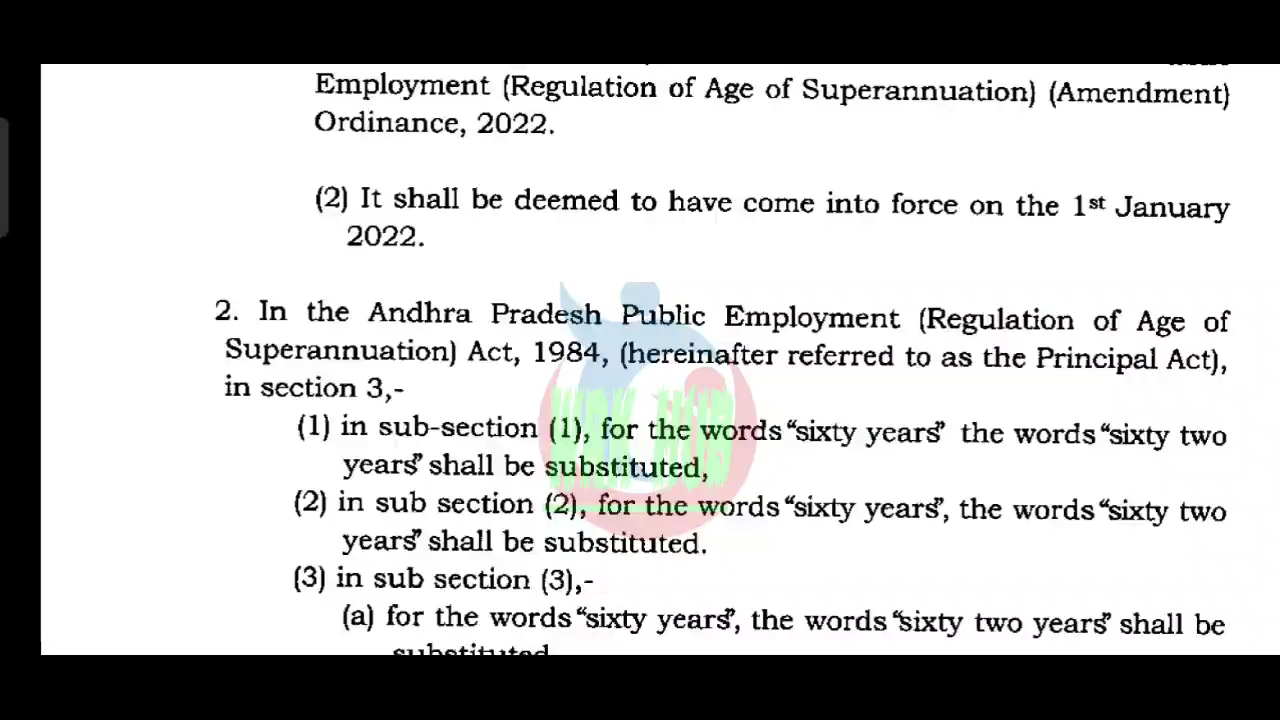 Employment (Regulation of Age of Superannuation) (Amendment)
Ordinance, 2022.
(2) It shall be deemed to have come into force on the 1st January
2022.
2. In the Andhra Pradesh Public Employment (Regulation of Age of
Superannuation) Act, 1984, (hereinafter referred to as the Principal Act),
in section 3,-
(1) in sub-section (1), for the words “sixty years” the words “sixty two
years” shall be substituted,
(2) in sub section (2), for the words “sixty years”, the words “sixty two
years” shall be substituted.
(3) in sub section (3),-
(a) for the words “sixty years”, the words “sixty two years” shall be
substituted
WRK HUB